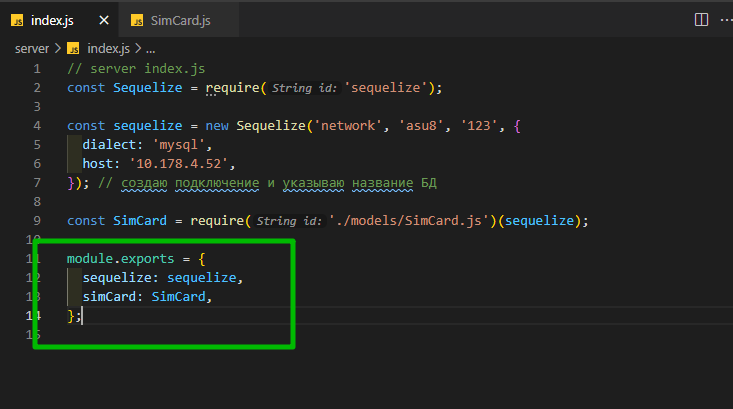 JS index.js ×
JS SimCard.js
server > JS index.js > ...
1 // server index.js
2 const Sequelize = require(String id: 'sequelize');
3
4 const sequelize = new Sequelize('network', 'asu8', '123', {
5 dialect: 'mysql',
6 host: '10.178.4.52',
7 }); // создаю подключение и указываю название БД
8
9 const SimCard = require(String id: './models/SimCard.js')(sequelize);
10
11 module.exports = {
12 sequelize: sequelize,
13 simCard: SimCard,
14 };
15